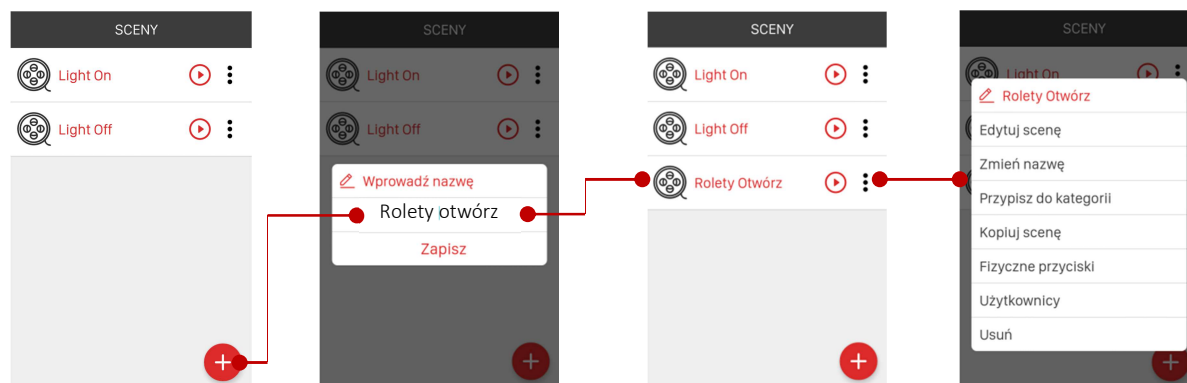 SCENY
Light On
Light Off
SCENY
Light On
Light Off
Wprowadź nazwę
Rolety otwórz
Zapisz
SCENY
Light On
Light Off
Rolety Otwórz
SCENY
Light On
Rolety Otwórz
Edytuj scenę
Zmień nazwę
Przypisz do kategorii
Kopiuj scenę
Fizyczne przyciski
Użytkownicy
Usuń